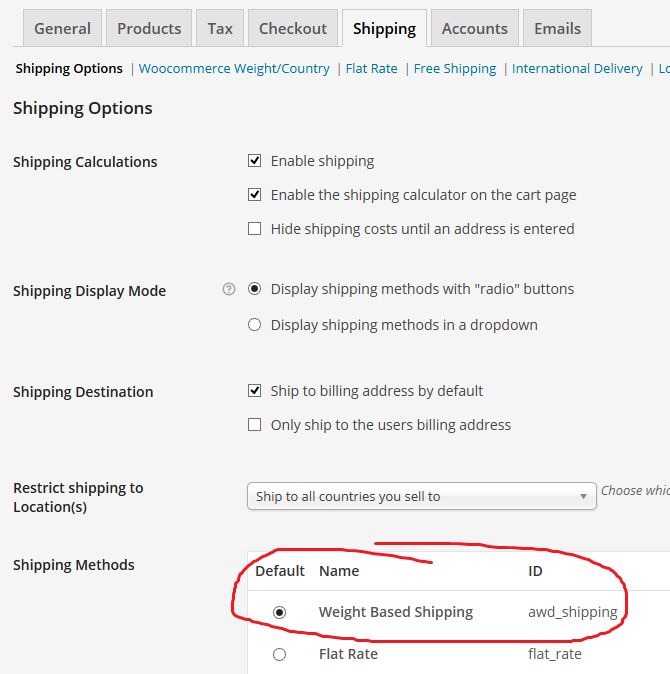 General Products Tax Checkout Shipping Accounts Emails
Shipping Options | Woocommerce Weight/Country | Flat Rate | Free Shipping | International Delivery | Lo
Shipping Options
Shipping Calculations Enable shipping
Enable the shipping calculator on the cart page
Hide shipping costs until an address is entered
Shipping Display Mode ? Display shipping methods with "radio" buttons
Display shipping methods in a dropdown
Shipping Destination Ship to billing address by default
Only ship to the users billing address
Restrict shipping to
Location(s)
Ship to all countries you sell to Choose whic
Shipping Methods
Default Name ID
Weight Based Shipping awd_shipping
Flat Rate flat_rate